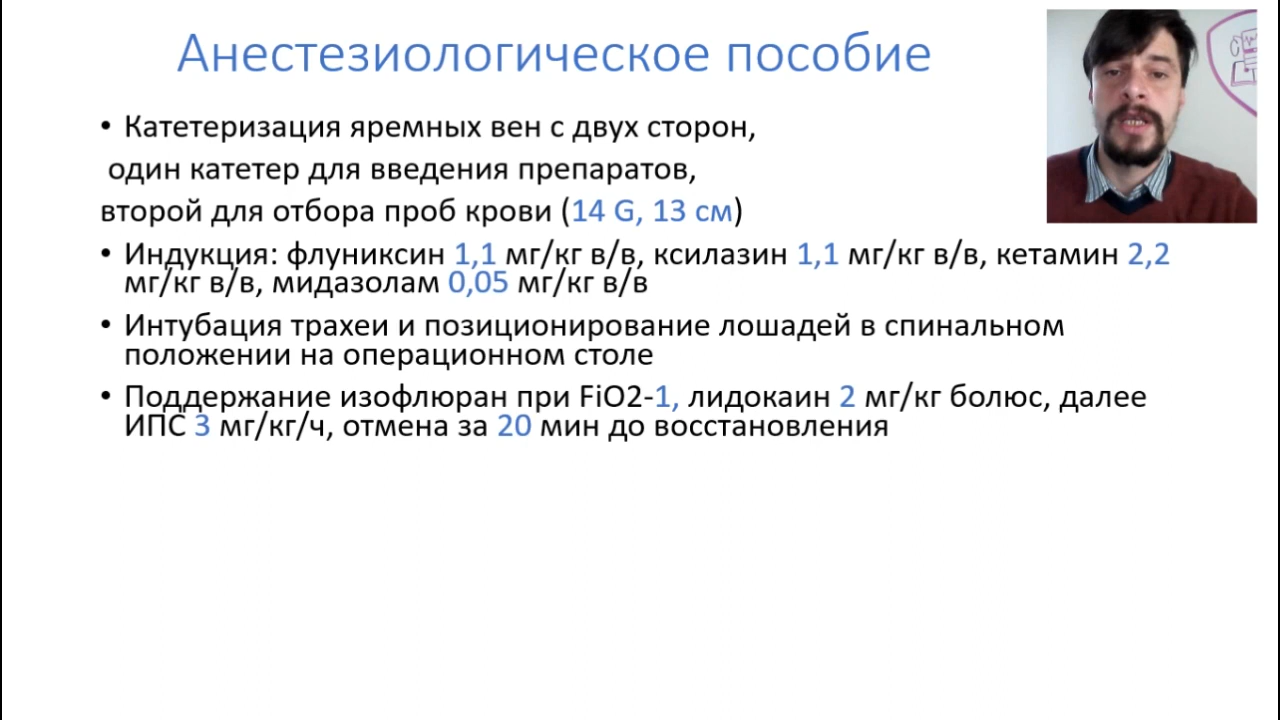 Анестезиологическое пособие
• Катетеризация яремных вен с двух сторон,
один катетер для введения препаратов,
второй для отбора проб крови (14 G, 13 см)
• Индукция: флуниксин 1,1 мг/кг в/в, ксилазин 1,1 мг/кг в/в, кетамин 2,2
мг/кг в/в, мидазолам 0,05 мг/кг в/в
• Интубация трахеи и позиционирование лошадей в спинальном
положении на операционном столе
• Поддержание изофлюран при FiO2-1, лидокаин 2 мг/кг болюс, далее
ИПС 3 мг/кг/ч, отмена за 20 мин до восстановления